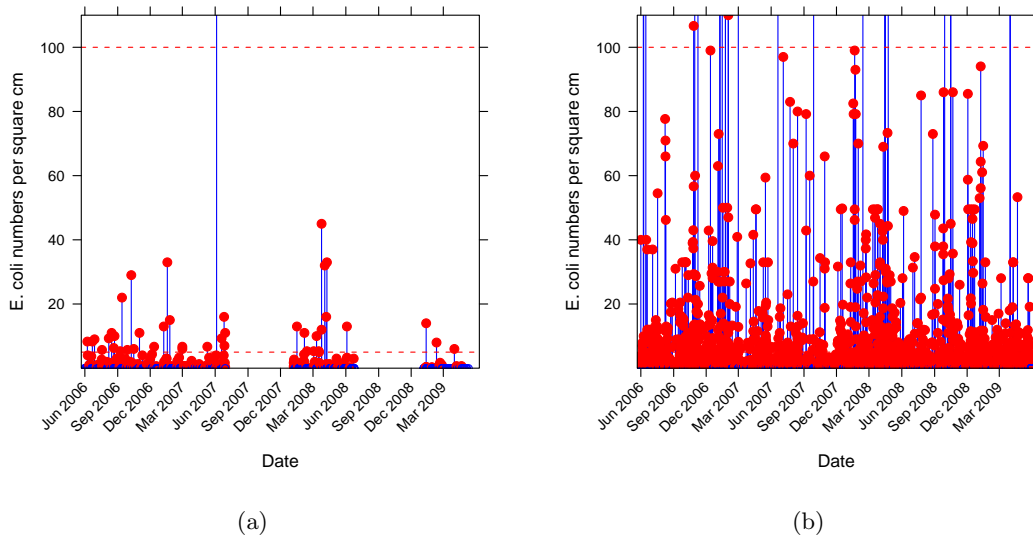 E. coli numbers per square cm
100
80
60
40
20
Jun 2006
Sep 2006
Dec 2006
Mar 2007
Jun 2007
Sep 2007
Dec 2007
Mar 2008
Jun 2008
Sep 2008
Dec 2008
Mar 2009
Date
(a)
E. coli numbers per square cm
100
80
60
40
20
Jun 2006
Sep 2006
Dec 2006
Mar 2007
Jun 2007
Sep 2007
Dec 2007
Mar 2008
Jun 2008
Sep 2008
Dec 2008
Mar 2009
Date
(b)